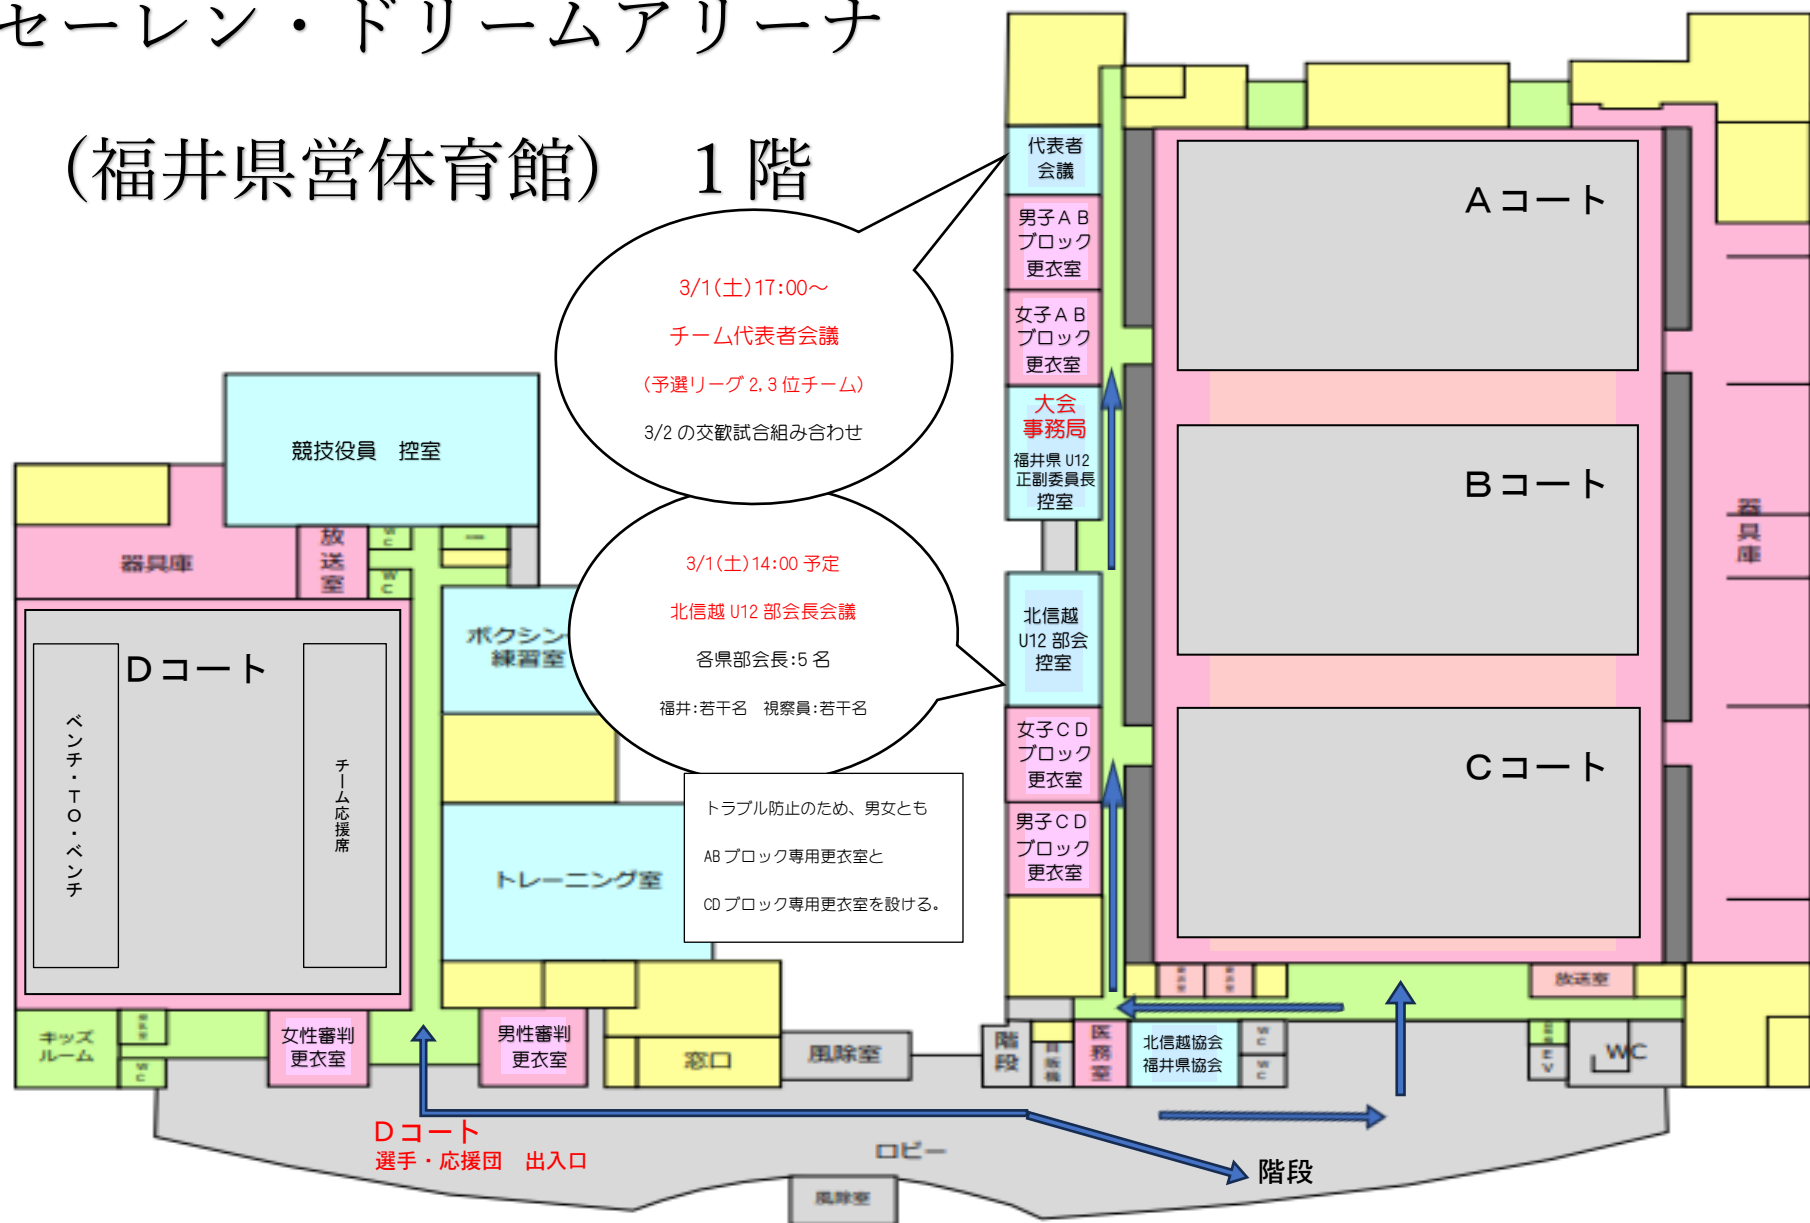 セーレン・ドリームアリーナ
(福井県営体育館) 1階
3/1(土)17:00～
チーム代表者会議
(予選リーグ2,3位チーム)
3/2の交歓試合組み合わせ
3/1(土)14:00予定
北信越U12部会長会議
各県部会長:5名
福井:若干名 視察員:若干名
トラブル防止のため、男女とも
ABブロック専用更衣室と
CDブロック専用更衣室を設ける。
代表者
会議
男子AB
ブロック
更衣室
女子AB
ブロック
更衣室
大会
事務局
福井県U12
正副委員長
控室
北信越
U12部会
控室
女子CD
ブロック
更衣室
男子CD
ブロック
更衣室
Aコート
Bコート
Cコート
器具庫
放送室
競技役員 控室
器具庫
放送室
WC
WC
ボクシン
練習室
トレーニング室
Dコート
ベンチ・TO・ベンチ
チーム応援席
キッズ
ルーム
WC
女性審判
更衣室
男性審判
更衣室
窓口
風除室
階段
自販機
医務室
北信越協会
福井県協会
WC
WC
EV
WC
Dコート
選手・応援団 出入口
ロビー
階段
風除室